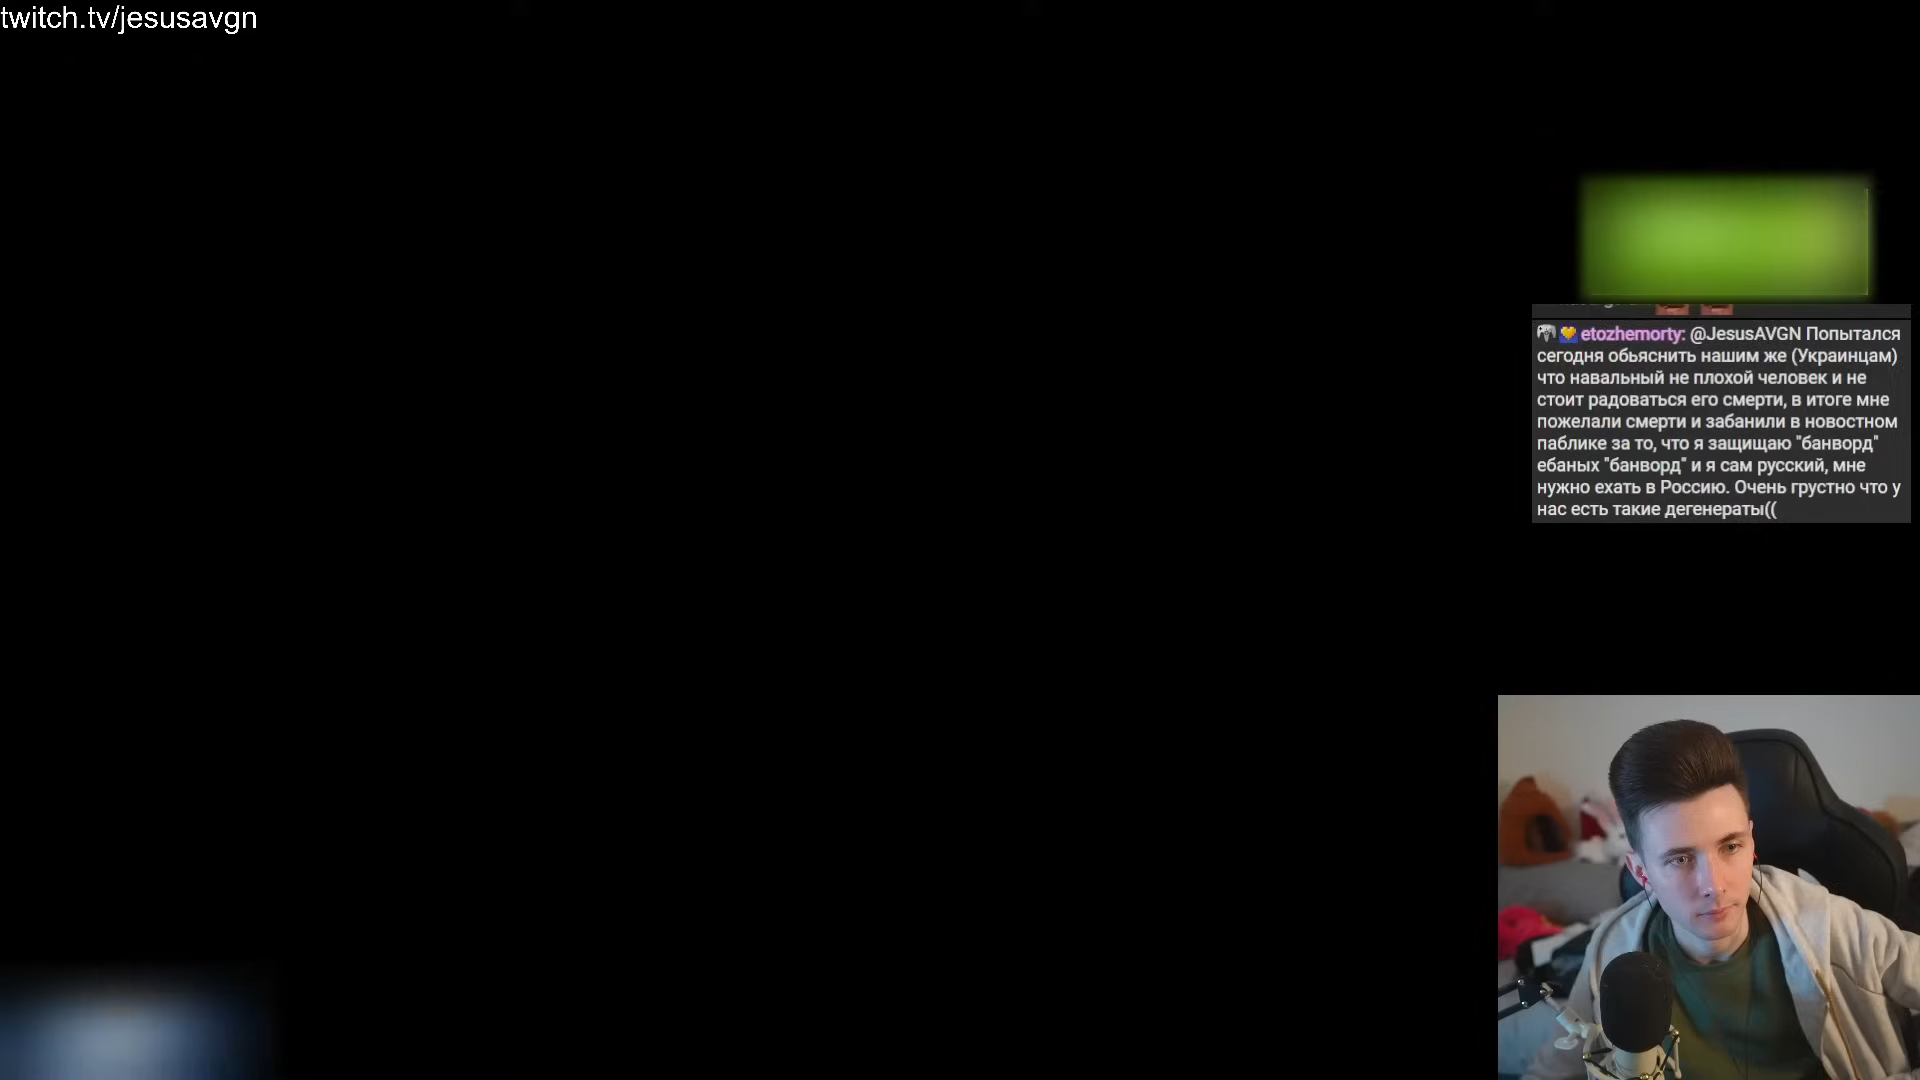 twitch.tv/jesusavgn
etozhemorty: @JesusAVGN Попытался
сегодня обьяснить нашим же (Украинцам)
что навальный не плохой человек и не
стоит радоваться его смерти, в итоге мне
пожелали смерти и забанили в новостном
паблике за то, что я защищаю "банворд"
ебаных "банворд" и я сам русский, мне
нужно ехать в Россию. Очень грустно что у
нас есть такие дегенераты((